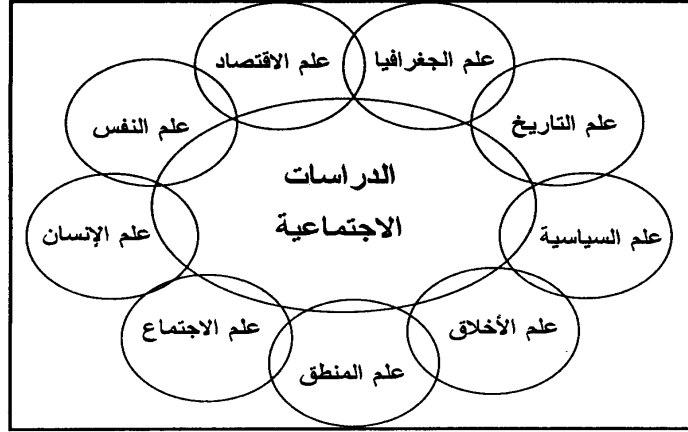 علم الجغرافيا
علم الاقتصاد
علم التاريخ
علم النفس
الدراسات
الاجتماعية
علم السياسية
علم الإنسان
علم الأخلاق
علم الاجتماع
علم المنطق